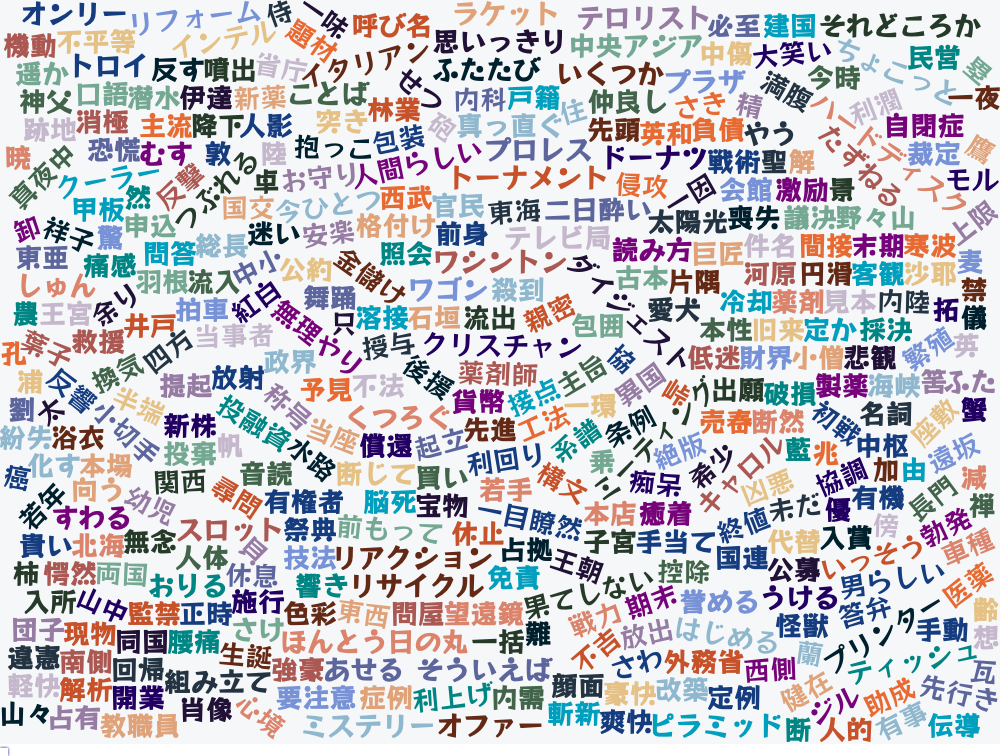 オンリー リフォーム 侍 一味 呼び名 ラケット テロリスト 必至 建国 それどころか
機動 不平等 インテル 題材 思いっきり 中央アジア 中傷 大笑い ちょこっと 民営 塁
遥か トロイ 反す 噴出 省庁 イタリアン せつ ふたたび いくつか プラザ 満腹 今時 一夜
神父 口語 潜水 伊達 新薬 ことば 林業 内科 戸籍 住 仲良し さき 精 ハードディスク 利潤
跡地 消極 主流 降下 人影 突き 包装 砲 真っ直ぐ 先頭 英和 負債 やう たずねる 自閉症
暁 真夜中 恐慌 むす 敦 陸 抱っこ 人間らしい プロレス ドーナツ 戦術 聖 解 裁定 鷹
クーラー 然 反撃 つぶれる 卓 お守り トーナメント 侵攻 一因 会館 激励 景 モル
甲板 申込 国交 今ひとつ 西武 官民 東海 二日酔い 太陽光 喪失 議決 野々山 上限
卸 祥子 驚 問答 総長 迷い 安楽 格付け 前身 テレビ局 読み方 巨匠 件名 間接 末期 寒波
東亜 痛感 羽根 流入 中小 公約 金儲け 照会 ワシントン ダイジェスト 古本 片隅 河原 円滑 客観 沙耶 麦
しゅん 余り 拍車 紅白 舞踊 ワゴン 殺到 愛犬 冷却 薬剤 見本 内陸 拓 禁
農 王宮 井戸 当事者 無理やり 口 溶接 石垣 流出 親密 包囲 本性 旧来 定か 採決 儀
孔 葉子 救援 換気 四方 政界 授与 クリスチャン 協 低迷 財界 小僧 悲観 繁殖 英
浦 反響 半端 提起 放射 予見 不法 後援 薬剤師 接点 主旨 異国 峠 出願 破損 製薬 海峡 答 ふた
劉 太 小切手 新株 投融資 称号 くつろぐ 貨幣 先進 工法 一環 条例 ランティング 売春 断然 初戦 名詞 座敷 蟹
紛失 浴衣 投棄 帆 水路 当座 償還 起立 利回り 系譜 乗 絶版 希少 藍 兆 中枢 遠坂
癌 化す 本場 関西 音読 断じて 買い 構文 痴呆 キャロル 凶悪 協調 加 由 減
若年 向う 幼児 尋問 有権者 脳死 宝物 若手 本店 癒着 終値 未だ 優 有機 長門 禅
すわる スロット 祭典 前もって 休止 一目瞭然 子宮 手当て 代替 入賞 傍 勃発
貴い 北海 無念 人体 身 技法 リアクション 占拠 王朝 国連 公募 いっそう 車種
柿 愕然 両国 おりる 休息 響き リサイクル 免責 果てしない 控除 男らしい 医薬
入所 山中 監禁 正時 施行 色彩 東西 問屋 望遠鏡 戦力 期末 誉める うける 答弁 齢
団子 現物 同国 腰痛 さけ ほんとう 日の丸 一括 難 不吉 放出 はじめる 怪獣 プリンター 手動 想
違憲 南側 回帰 生誕 強豪 あせる そういえば さわ 外務省 西側 蘭 ティッシュ 瓦
軽快 解析 開業 組み立て 要注意 症例 利上げ 内需 顔面 豪快 改築 定例 健在 ジル 助成 先行き
山々 占有 教職員 肖像 心境 ミステリー オファー 斬新 爽快 ピラミッド 断 人的 有事 伝導